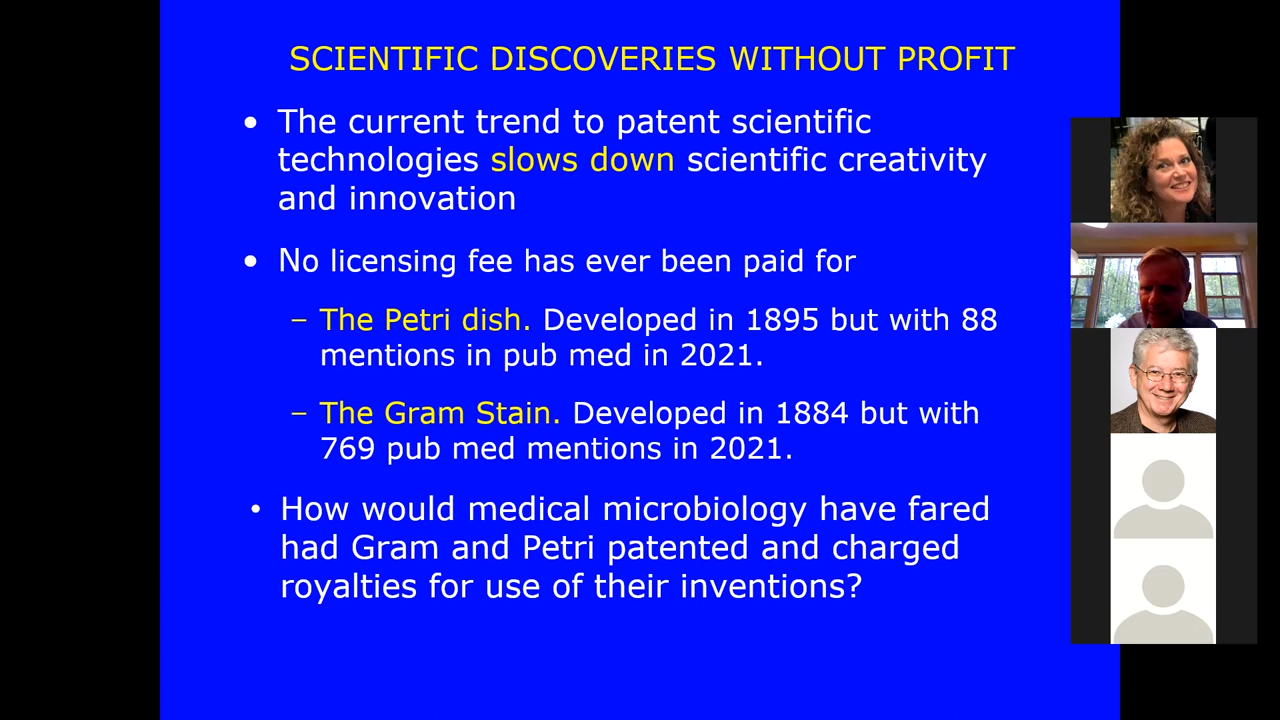 SCIENTIFIC DISCOVERIES WITHOUT PROFIT
• The current trend to patent scientific
technologies slows down scientific creativity
and innovation
• No licensing fee has ever been paid for
– The Petri dish. Developed in 1895 but with 88
mentions in pub med in 2021.
– The Gram Stain. Developed in 1884 but with
769 pub med mentions in 2021.
• How would medical microbiology have fared
had Gram and Petri patented and charged
royalties for use of their inventions?